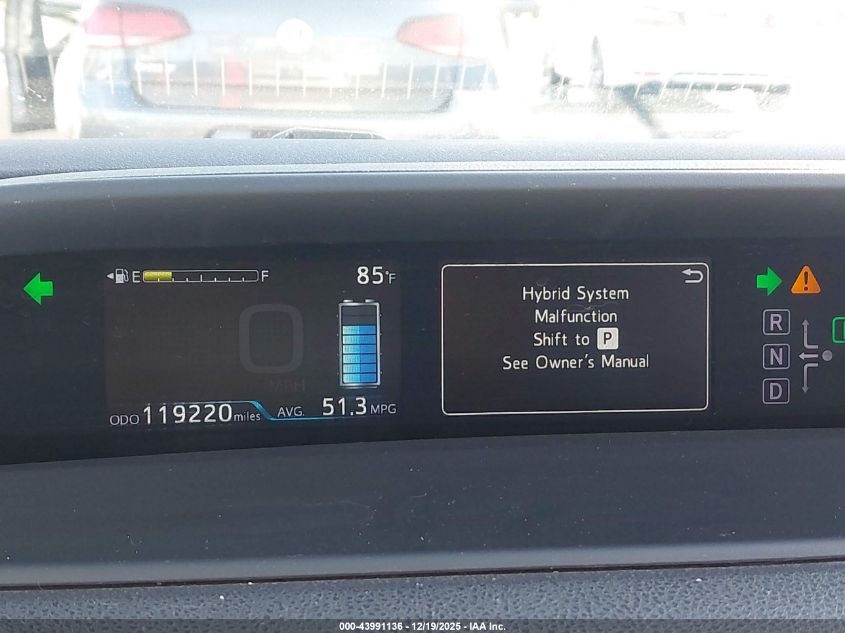 E F 85°F
0
MPH
ODO 119220 miles AVG. 51.3 MPG
Hybrid System
Malfunction
Shift to P
See Owner's Manual
R
N
D
000-43991136 - 12/19/2025 - IAA Inc.